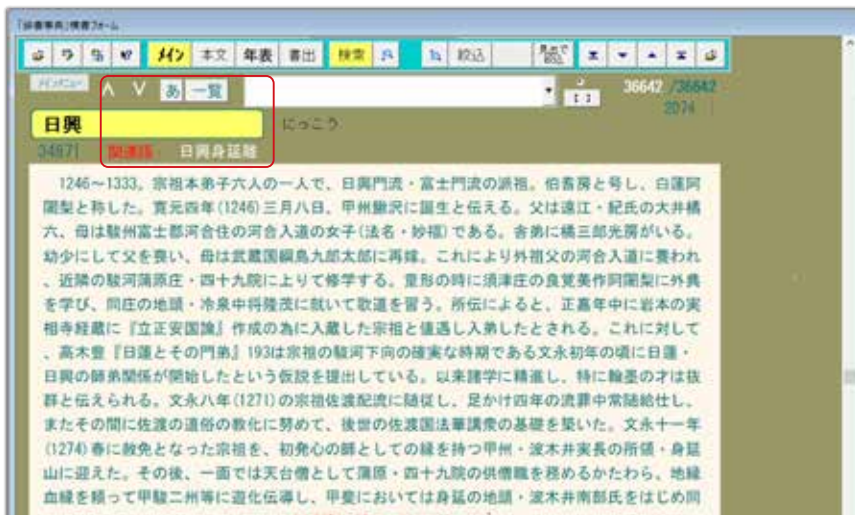 「辞書事典」検書フォーム
メイン 本文 年表 書出 検索 絞込
メインメニュー ∧ ∨ あ 一覧 【 】 36642 /36642
2074
日興 にっこう
34871 関連語 日興身延離
1246~1333。宗祖本弟子六人の一人で、日興門流・富士門流の派祖。伯耆房と号し、白蓮阿
闍梨と称した。寛元四年(1246)三月八日、甲州鰍沢に誕生と伝える。父は遠江・紀氏の大井橘
六、母は駿州富士郡河合住の河合入道の女子(法名・妙福)である。舎弟に橘三郎光房がいる。
幼少にして父を喪い、母は武蔵国綱島九郎太郎に再嫁。これにより外祖父の河合入道に養われ
、近隣の駿河蒲原庄・四十九院に上りて修学する。童形の時に須津庄の良覚美作阿闍梨に外典
を学び、同庄の地頭・冷泉中将隆茂に就いて歌道を習う。所伝によると、正嘉年中に岩本の実
相寺経蔵に『立正安国論』作成の為に入蔵した宗祖と値遇し入弟したとされる。これに対して
、高木豊『日蓮とその門弟』193は宗祖の駿河下向の確実な時期である文永初年の頃に日蓮・
日興の師弟関係が開始したという仮説を提出している。以来諸学に精進し、特に翰墨の才は抜
群と伝えられる。文永八年(1271)の宗祖佐渡配流に随従し、足かけ四年の流罪中常随給仕し、
またその間に佐渡の道俗の教化に努めて、後世の佐渡国法華講衆の基礎を築いた。文永十一年
(1274)春に赦免となった宗祖を、初発心の師としての縁を持つ甲州・波木井実長の所領・身延
山に迎えた。その後、一面では天台僧として蒲原・四十九院の供僧職を務めるかたわら、地縁
血縁を頼って甲駿二州等に遊化伝導し、甲斐においては身延の地頭・波木井南部氏をはじめ同